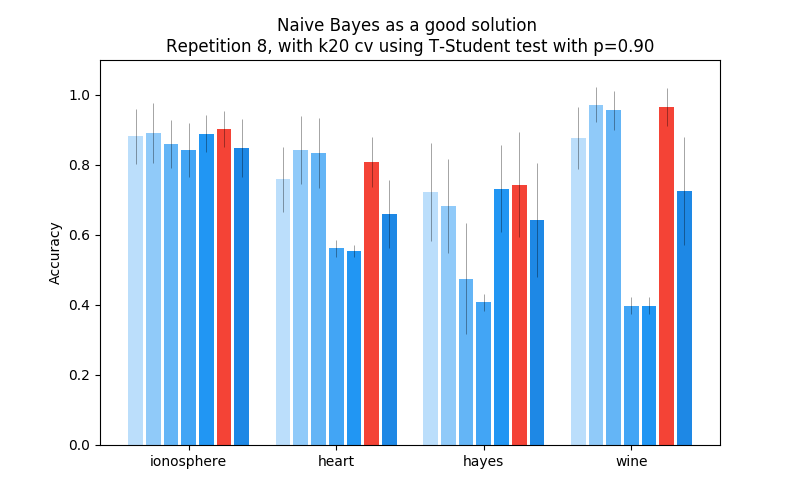 Naive Bayes as a good solution
Repetition 8, with k20 cv using T-Student test with p=0.90
Accuracy
1.0
0.8
0.6
0.4
0.2
0.0
ionosphere
heart
hayes
wine